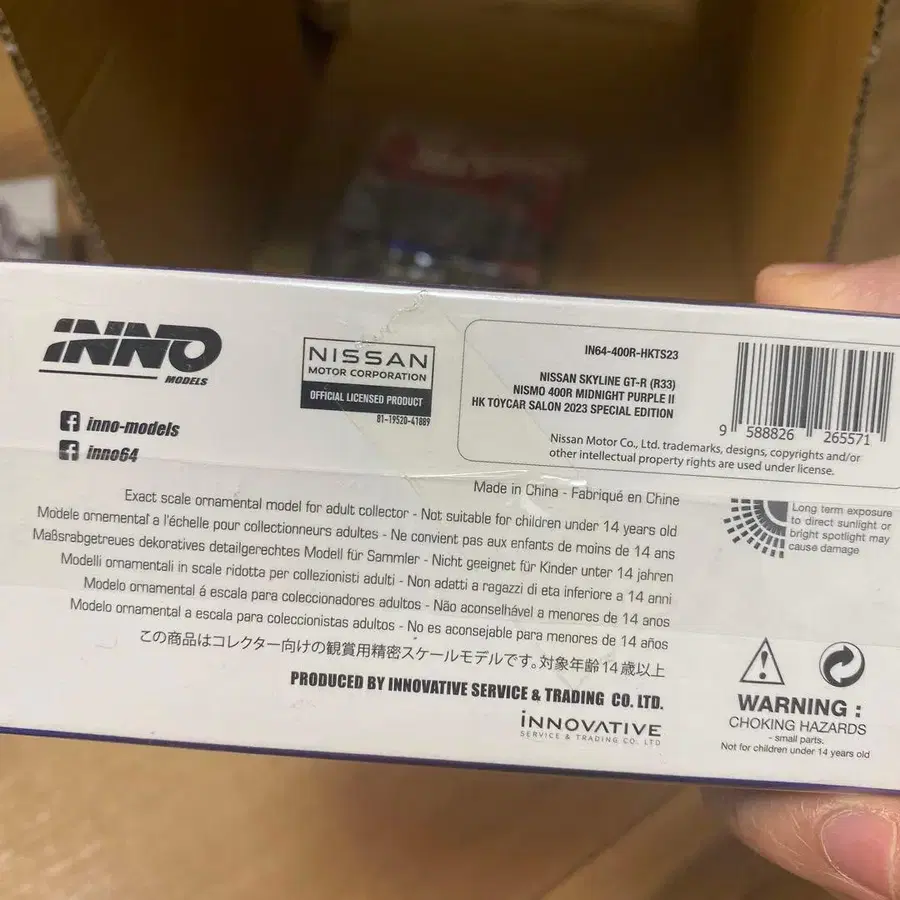 INNO
MODELS
inno-models
inno64
NISSAN
MOTOR CORPORATION
OFFICIAL LICENSED PRODUCT
81-19520-41889
IN64-400R-HKTS23
NISSAN SKYLINE GT-R (R33)
NISMO 400R MIDNIGHT PURPLE II
HK TOYCAR SALON 2023 SPECIAL EDITION
9 588826 265571
Nissan Motor Co., Ltd. trademarks, designs, copyrights and/or
other intellectual property rights are used under license.
Made in China - Fabriqué en Chine
Exact scale ornamental model for adult collector - Not suitable for children under 14 years old
Modele ornemental a l'échelle pour collectionneurs adultes - Ne convient pas aux enfants de moins de 14 ans
Maßsrabgetreues dekoratives detailgerechtes Modell für Sammler - Nicht geeignet für Kinder unter 14 jahren
Modelli ornamentali in scale ridotta per collezionisti adulti - Non adatti a ragazzi di eta inferiore a 14 anni
Modelo ornamental á escala para coleccionadores adultos - Não aconselhável a menores de 14 anos
Modelo ornamental a escala para coleccionistas adultos - No es aconsejable para menores de 14 años
この商品はコレクター向けの観賞用精密スケールモデルです。対象年齢14歳以上
PRODUCED BY INNOVATIVE SERVICE & TRADING CO. LTD.
iNNOVATIVE
SERVICE & TRADING CO. LTD
Long term exposure
to direct sunlight or
bright spotlight may
cause damage
WARNING :
CHOKING HAZARDS
- small parts.
Not for children under 14 years old